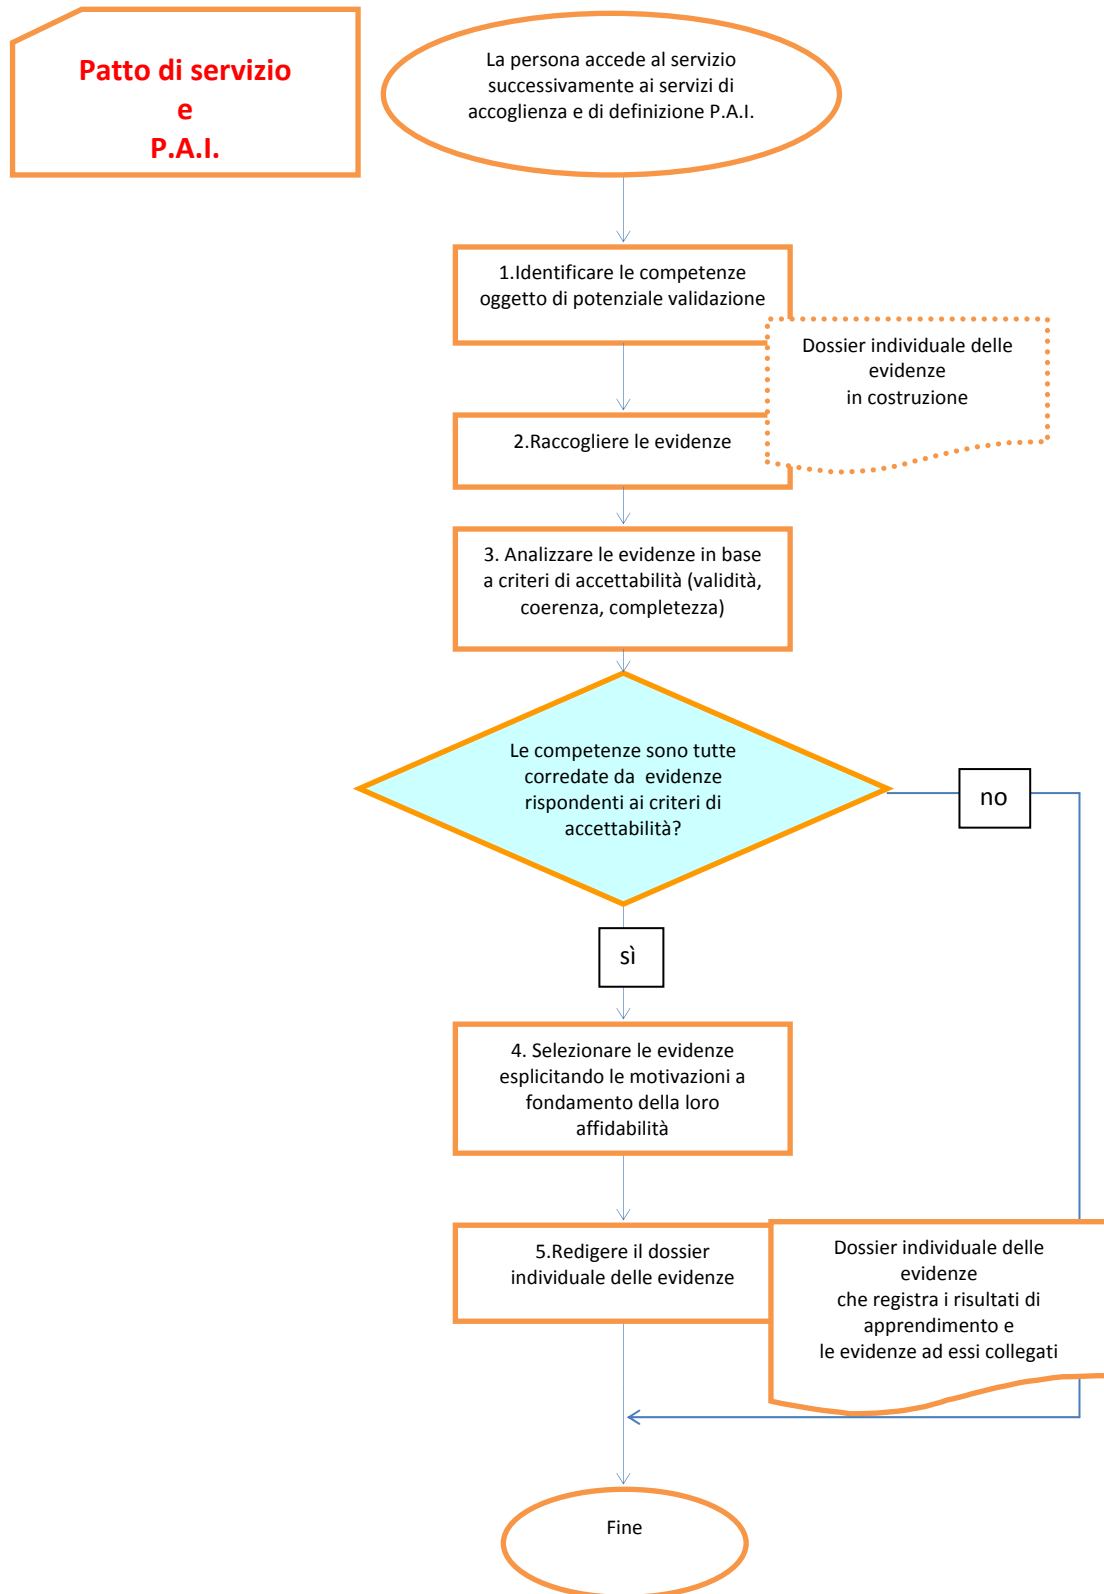 Patto di servizio
e
P.A.I.
La persona accede al servizio
successivamente ai servizi di
accoglienza e di definizione P.A.I.
1.Identificare le competenze
oggetto di potenziale validazione
Dossier individuale delle
evidenze
in costruzione
2.Raccogliere le evidenze
3. Analizzare le evidenze in base
a criteri di accettabilità (validità,
coerenza, completezza)
Le competenze sono tutte
corredate da  evidenze
rispondenti ai criteri di
accettabilità?
no
sì
4. Selezionare le evidenze
esplicitando le motivazioni a
fondamento della loro
affidabilità
5.Redigere il dossier
individuale delle evidenze
Dossier individuale delle
evidenze
che registra i risultati di
apprendimento e
le evidenze ad essi collegati
Fine